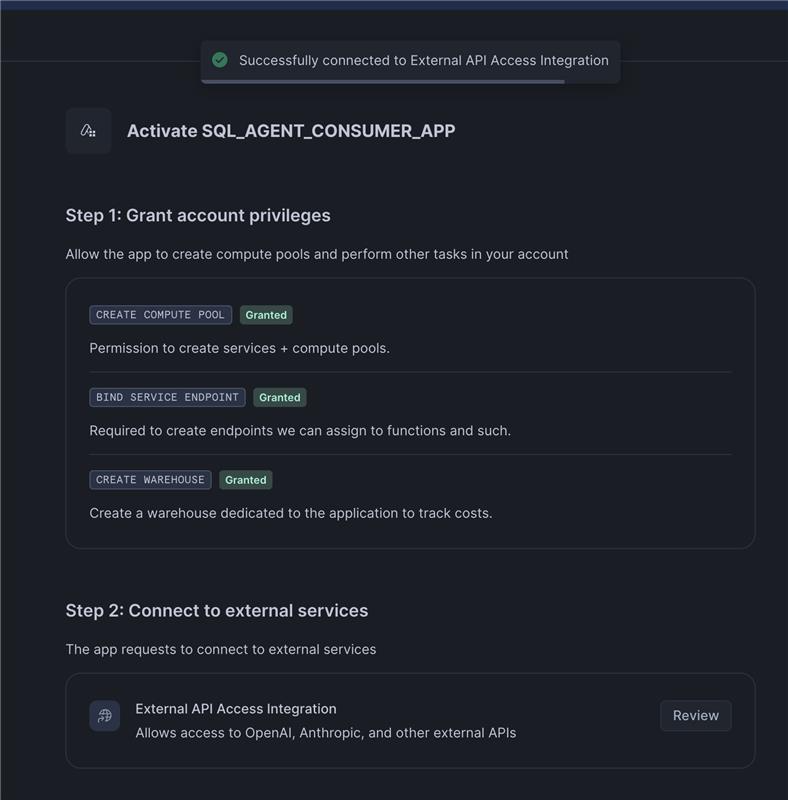 Successfully connected to External API Access Integration
Activate SQL_AGENT_CONSUMER_APP
Step 1: Grant account privileges
Allow the app to create compute pools and perform other tasks in your account
CREATE COMPUTE POOL Granted
Permission to create services + compute pools.
BIND SERVICE ENDPOINT Granted
Required to create endpoints we can assign to functions and such.
CREATE WAREHOUSE Granted
Create a warehouse dedicated to the application to track costs.
Step 2: Connect to external services
The app requests to connect to external services
External API Access Integration
Review
Allows access to OpenAI, Anthropic, and other external APIs